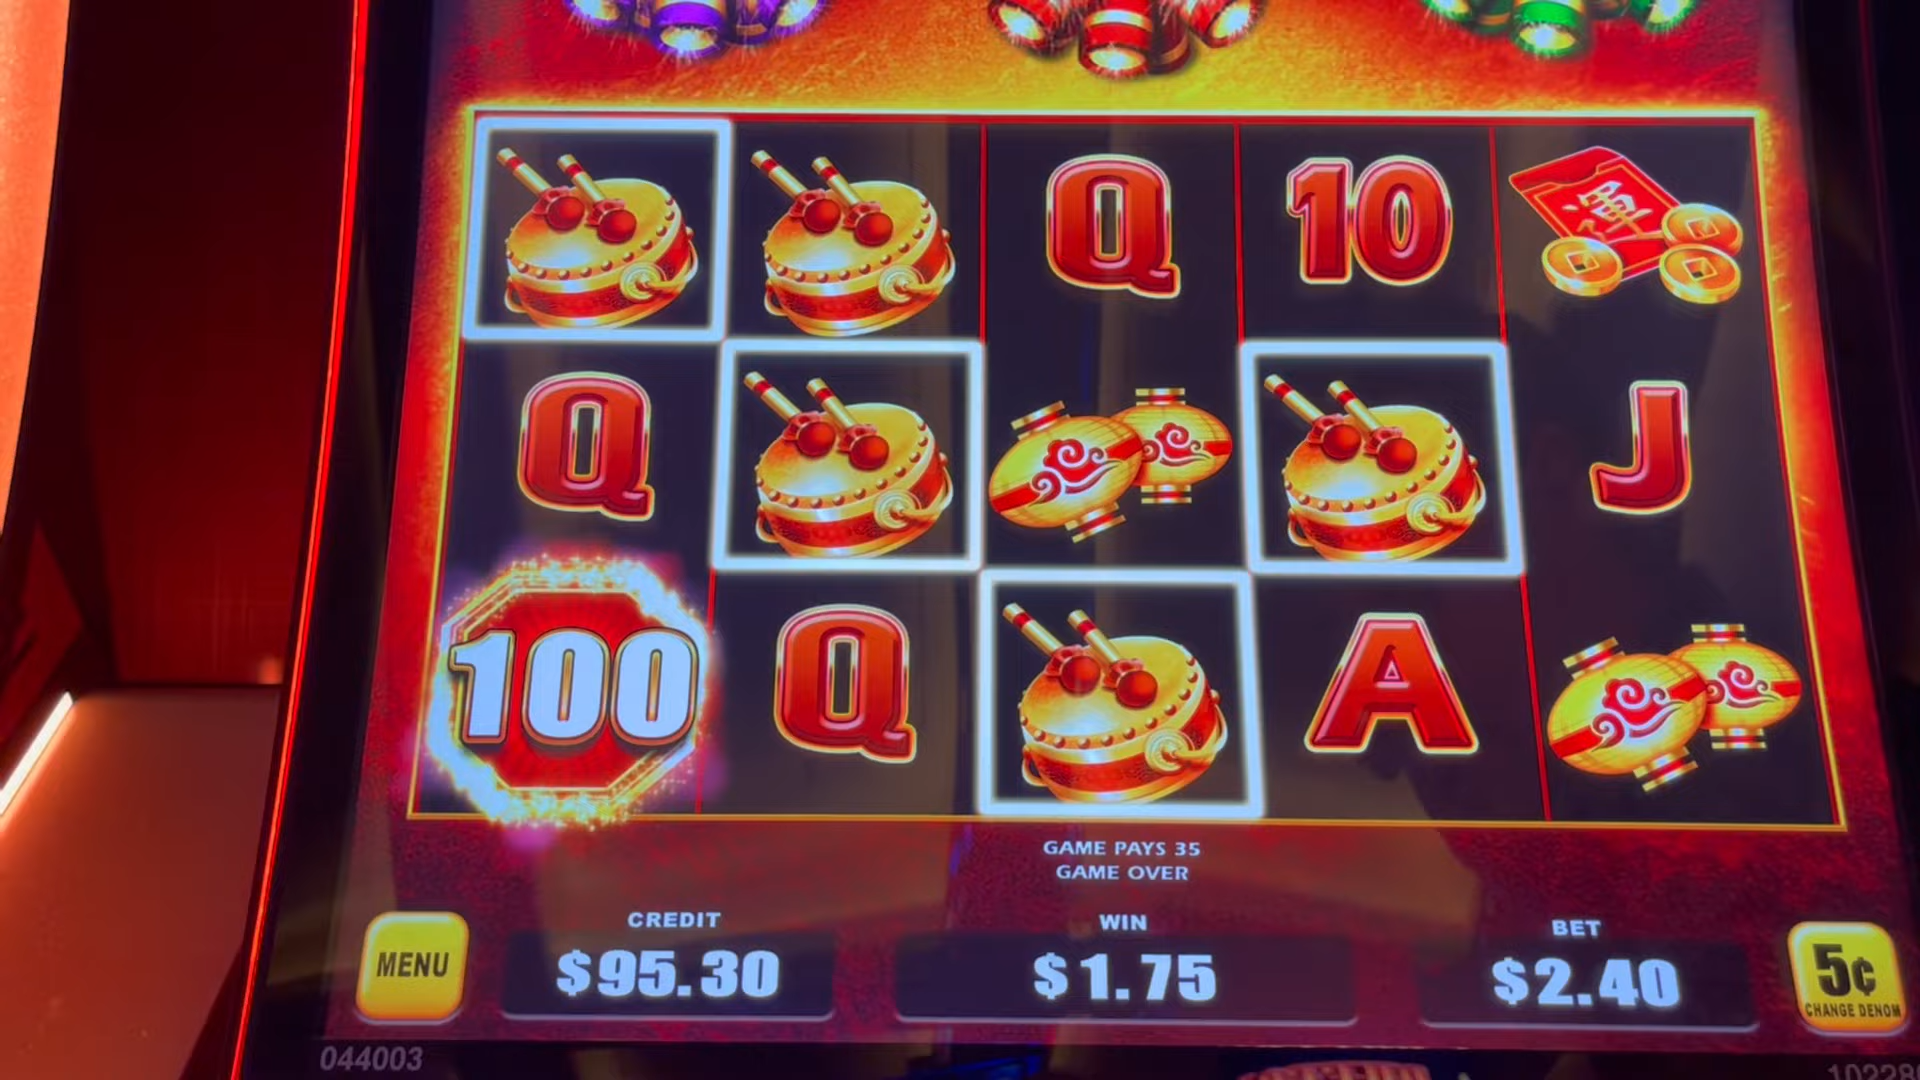 Q
10
運
Q
J
100
Q
A
GAME PAYS 35
GAME OVER
CREDIT
WIN
BET
MENU
$95.30
$1.75
$2.40
5¢
CHANGE DENOM
044003